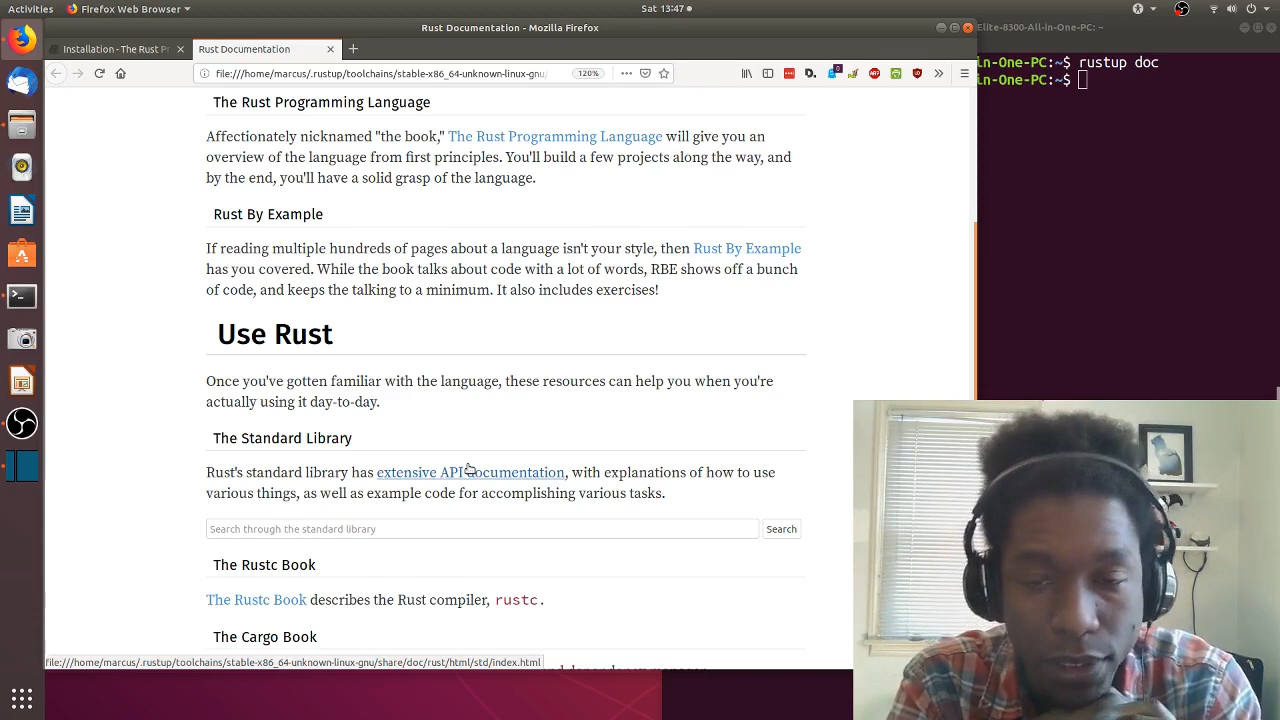 Activities Firefox Web Browser Sat 13:47
Rust Documentation - Mozilla Firefox
Elite-8300-All-in-One-PC: ~
Installation - The Rust Pr Rust Documentation
file:///home/marcus/.rustup/toolchains/stable-x86_64-unknown-linux-gnu/ 120%
in-One-PC:~$ rustup doc
in-One-PC:~$
The Rust Programming Language
Affectionately nicknamed "the book," The Rust Programming Language will give you an
overview of the language from first principles. You'll build a few projects along the way, and
by the end, you'll have a solid grasp of the language.
Rust By Example
If reading multiple hundreds of pages about a language isn't your style, then Rust By Example
has you covered. While the book talks about code with a lot of words, RBE shows off a bunch
of code, and keeps the talking to a minimum. It also includes exercises!
Use Rust
Once you've gotten familiar with the language, these resources can help you when you're
actually using it day-to-day.
The Standard Library
Rust's standard library has extensive API documentation, with explanations of how to use
various things, as well as example code for accomplishing various tasks.
Search through the standard library Search
The Rustc Book
The Rustc Book describes the Rust compiler, rustc.
The Cargo Book
file:///home/marcus/.rustup/toolchains/stable-x86_64-unknown-linux-gnu/share/doc/rust/html/std/index.html